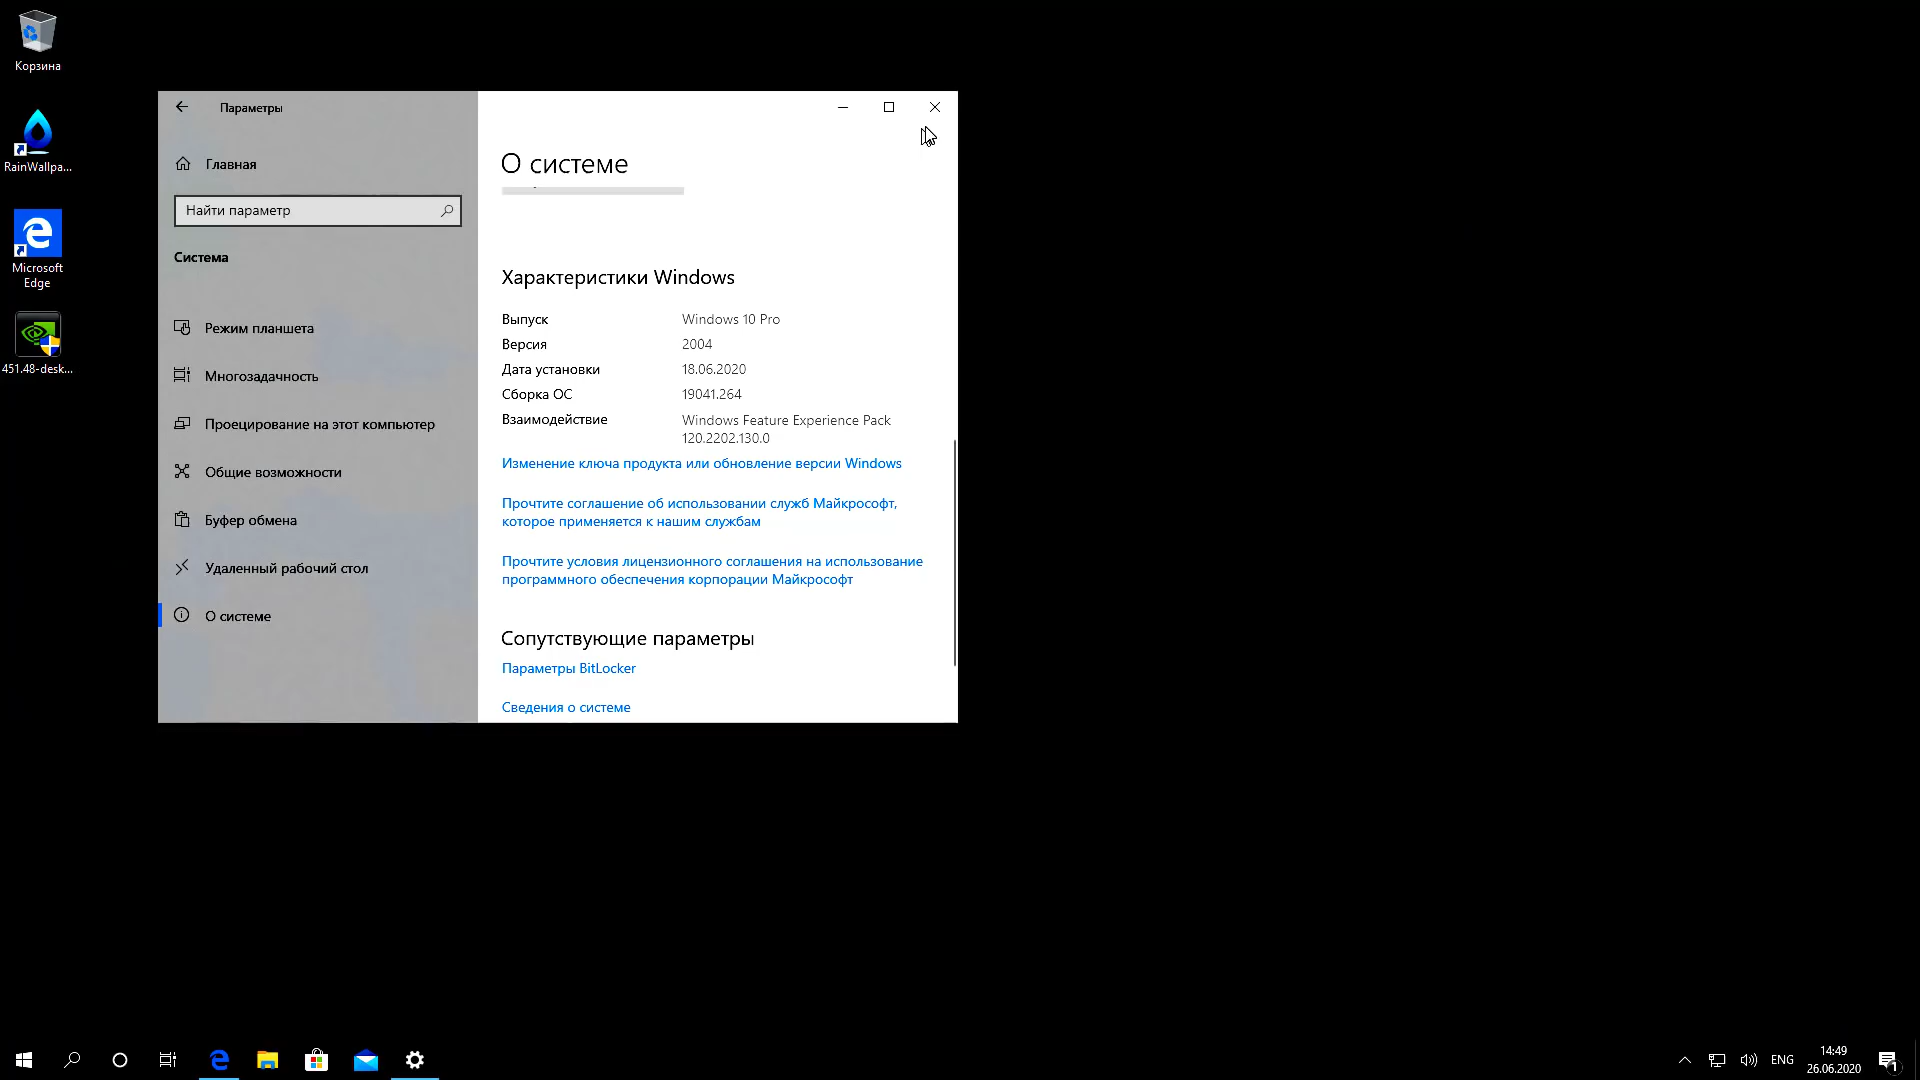 Корзина
RainWallpa...
Microsoft
Edge
451.48-desk...
Параметры
Главная
Найти параметр
Система
Режим планшета
Многозадачность
Проецирование на этот компьютер
Общие возможности
Буфер обмена
Удаленный рабочий стол
О системе
О системе
Характеристики Windows
Выпуск Windows 10 Pro
Версия 2004
Дата установки 18.06.2020
Сборка ОС 19041.264
Взаимодействие Windows Feature Experience Pack
120.2202.130.0
Изменение ключа продукта или обновление версии Windows
Прочтите соглашение об использовании служб Майкрософт,
которое применяется к нашим службам
Прочтите условия лицензионного соглашения на использование
программного обеспечения корпорации Майкрософт
Сопутствующие параметры
Параметры BitLocker
Сведения о системе
ENG
14:49
26.06.2020
1